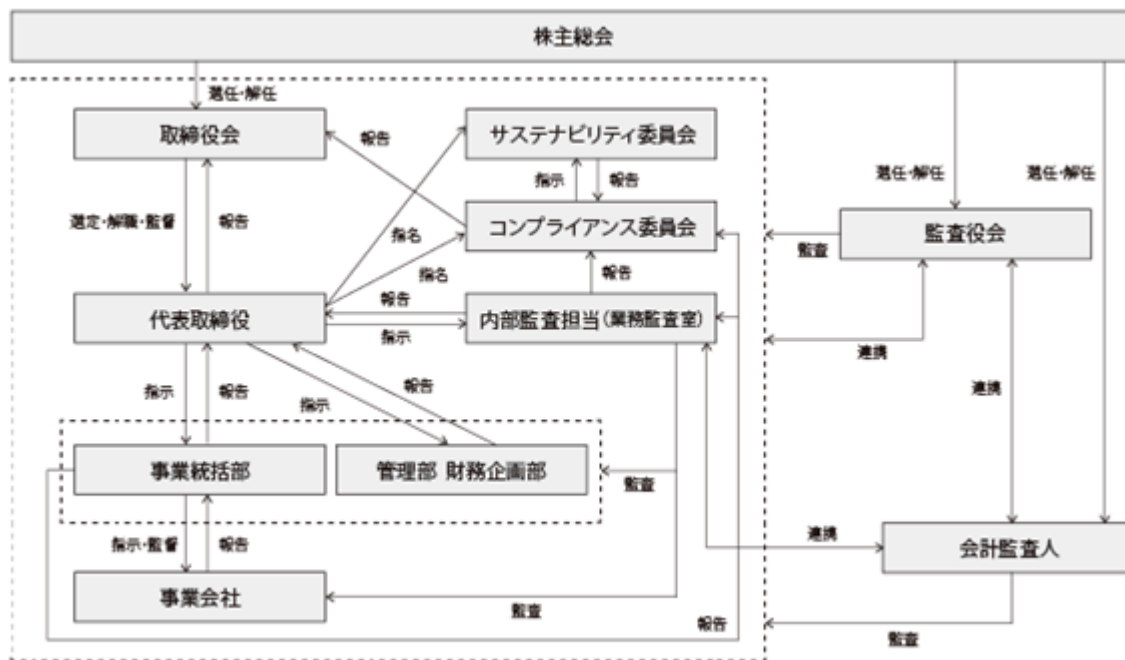 株主総会
選任・解任
取締役会
報告
サステナビリティ委員会
指示
報告
選任・解任
選任・解任
選定・解職・監督
報告
指名
コンプライアンス委員会
監査役会
監査
指名
報告
報告
代表取締役
内部監査担当(業務監査室)
指示
連携
連携
指示
報告
指示
報告
事業統括部
管理部 財務企画部
監査
指示・監督
報告
連携
会計監査人
事業会社
監査
報告
監査